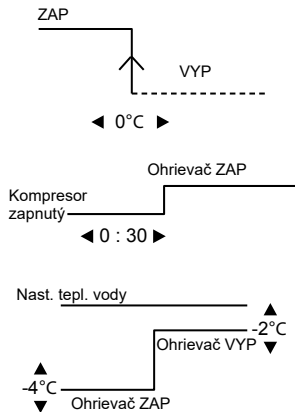 ZAP
VYP
◀ 0°C ▶
Ohrievač ZAP
Kompresor
zapnutý
◀ 0 : 30 ▶
Nast. tepl. vody
▲
-2°C
▼
Ohrievač VYP
▲
-4°C
▼
Ohrievač ZAP